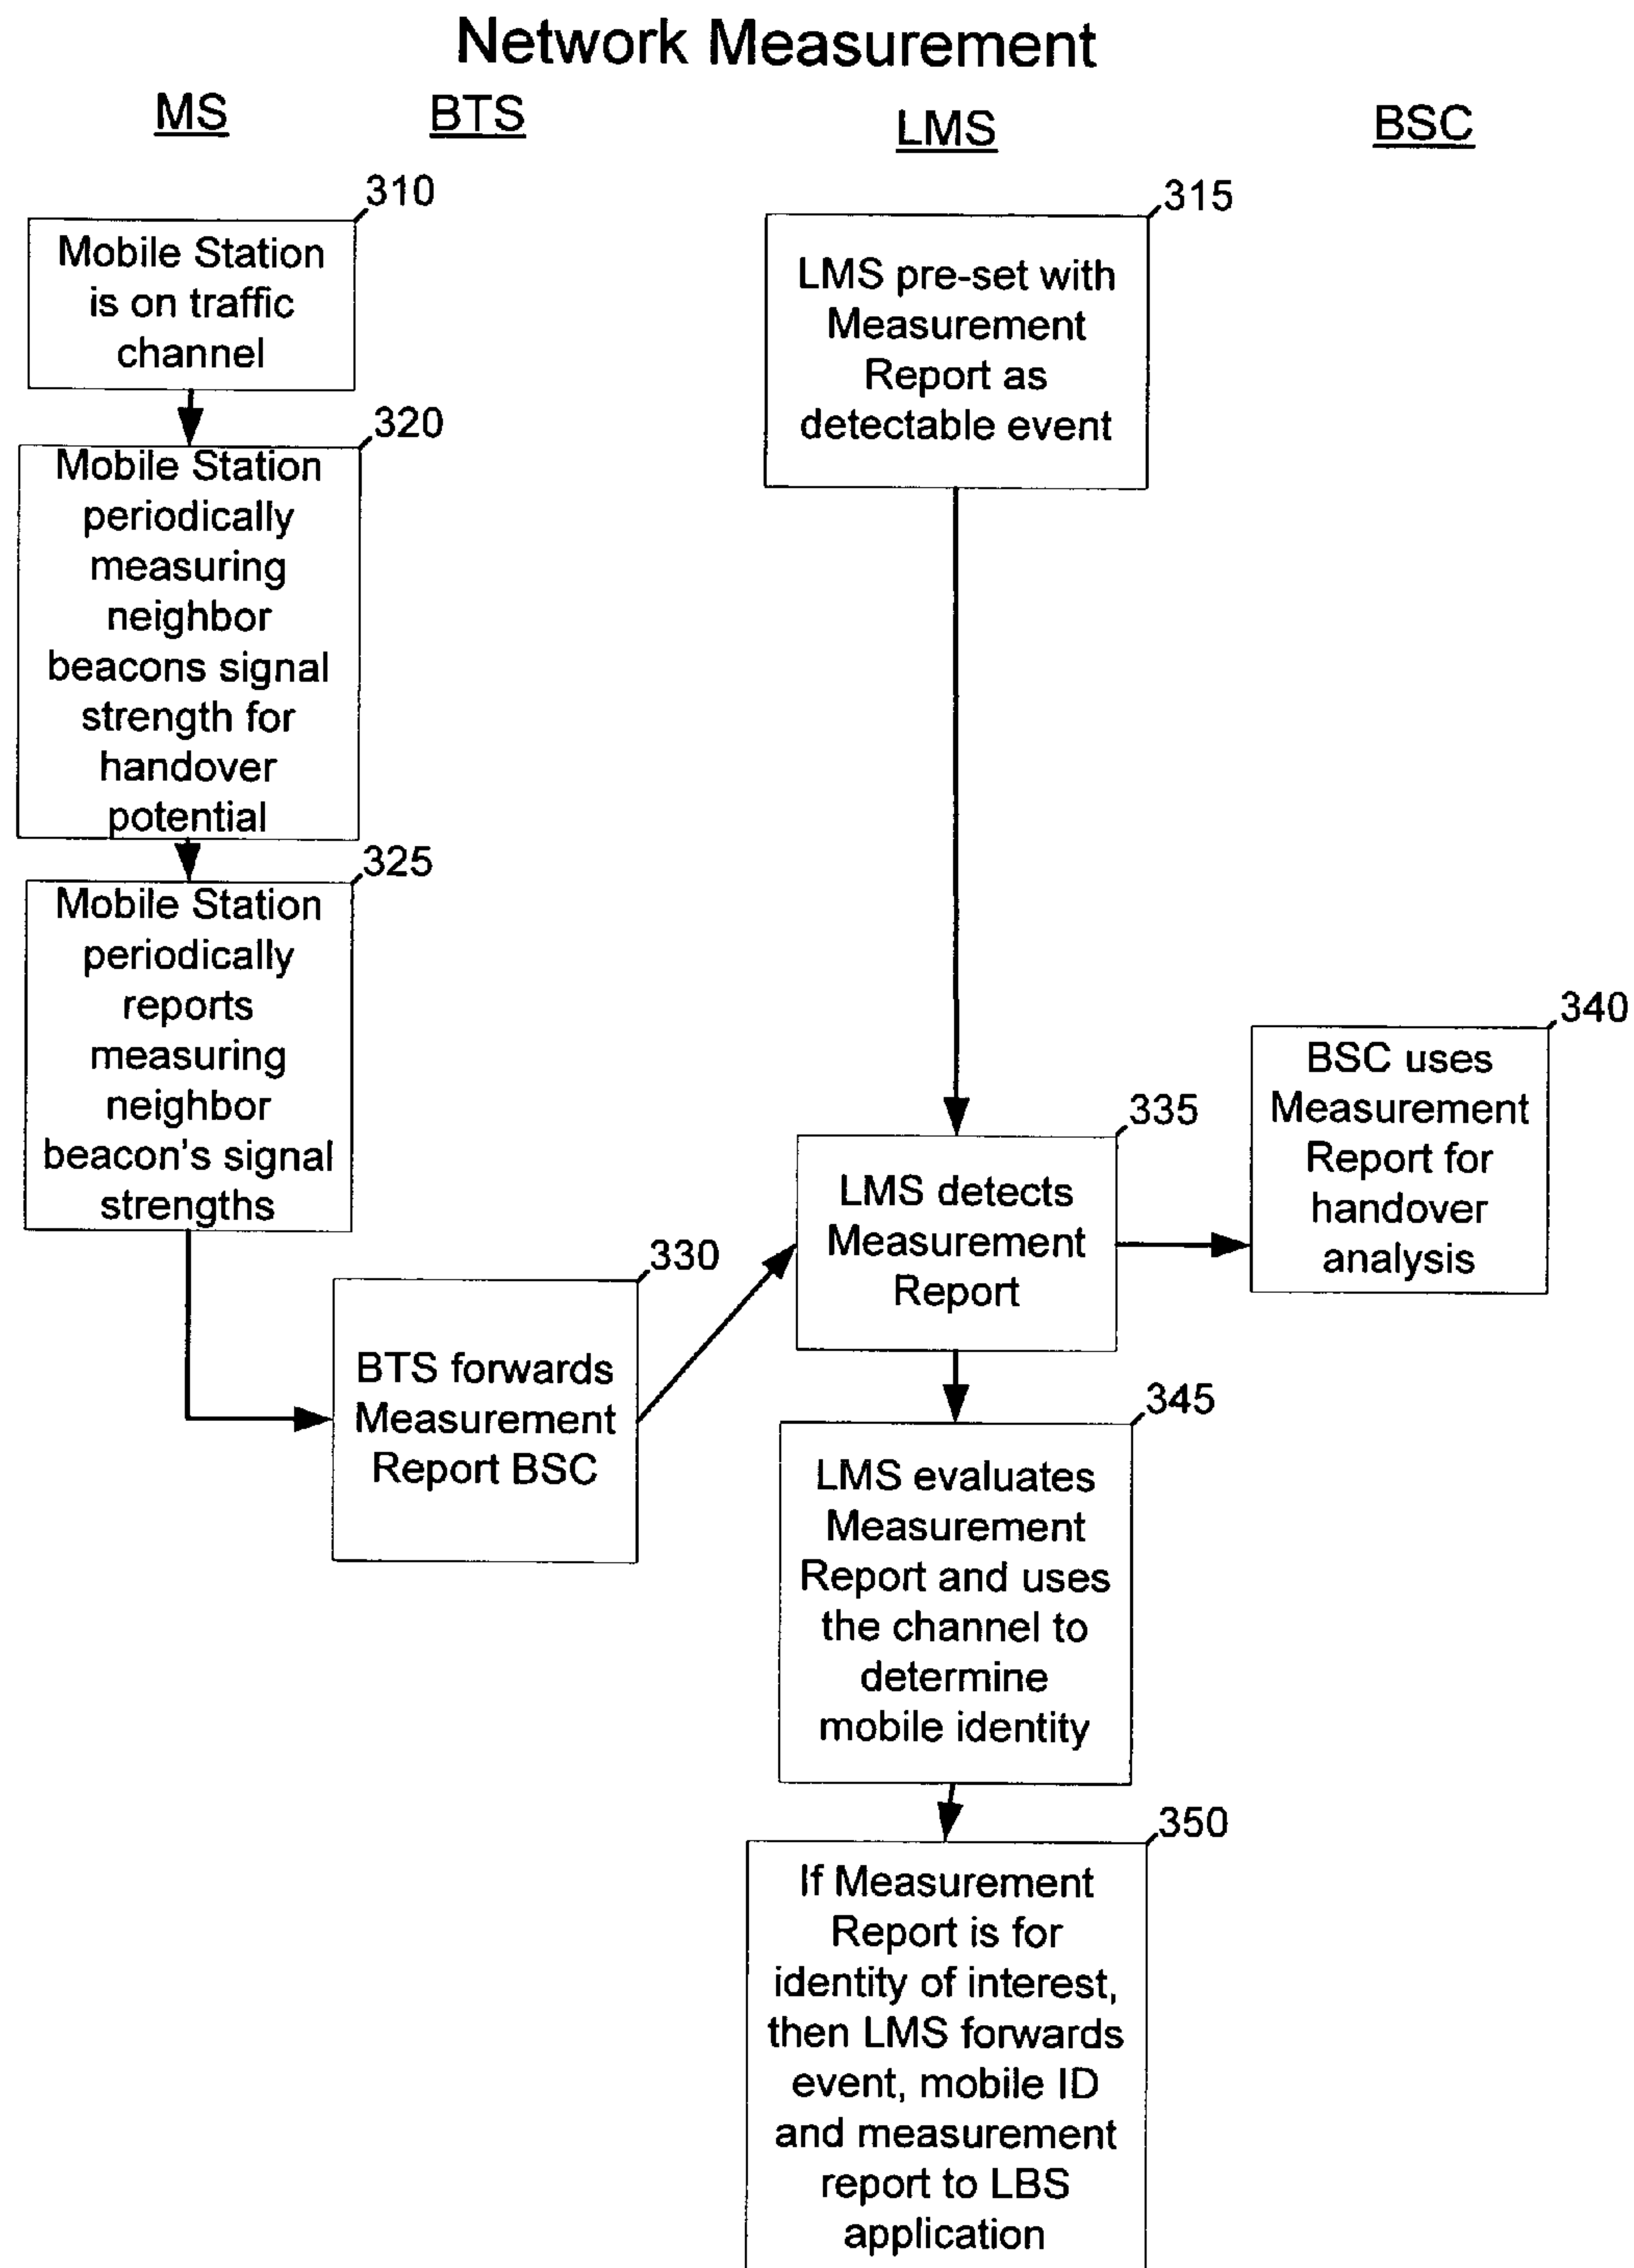 Network Measurement
MS
BTS
LMS
BSC
310
Mobile Station
is on traffic
channel
315
LMS pre-set with
Measurement
Report as
detectable event
320
Mobile Station
periodically
measuring
neighbor
beacons signal
strength for
handover
potential
325
Mobile Station
periodically
reports
measuring
neighbor
beacon's signal
strengths
330
BTS forwards
Measurement
Report BSC
335
LMS detects
Measurement
Report
340
BSC uses
Measurement
Report for
handover
analysis
345
LMS evaluates
Measurement
Report and uses
the channel to
determine
mobile identity
350
If Measurement
Report is for
identity of interest,
then LMS forwards
event, mobile ID
and measurement
report to LBS
application